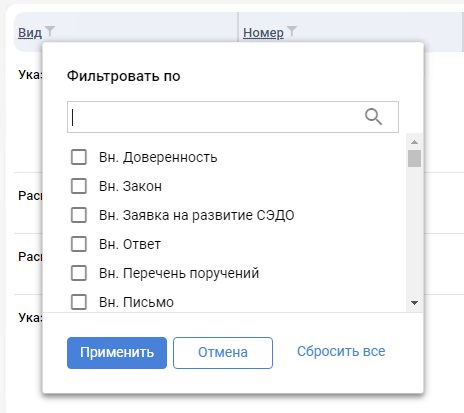 Вид Номер
Фильтровать по
Вн. Доверенность
Вн. Закон
Вн. Заявка на развитие СЭДО
Вн. Ответ
Вн. Перечень поручений
Вн. Письмо
Применить Отмена Сбросить все